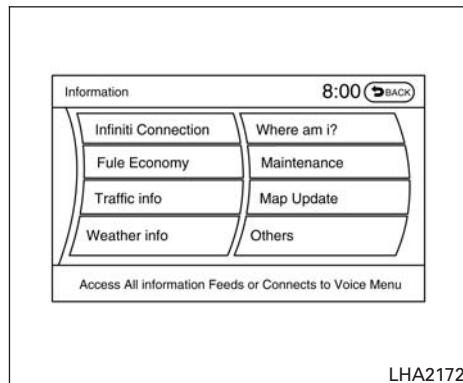 Information 8:00 BACK
Infiniti Connection Where am i?
Fule Economy Maintenance
Traffic info Map Update
Weather info Others
Access All information Feeds or Connects to Voice Menu
LHA2172